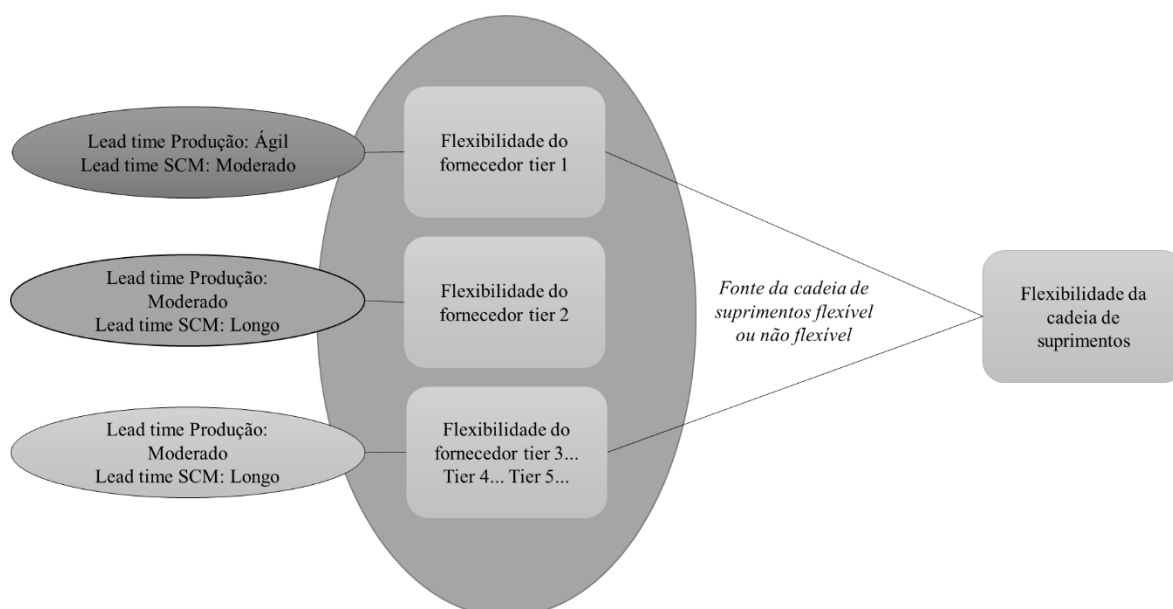 Lead time Produção: Ágil
Lead time SCM: Moderado
Flexibilidade do
fornecedor tier 1
Lead time Produção:
Moderado
Lead time SCM: Longo
Flexibilidade do
fornecedor tier 2
Lead time Produção:
Moderado
Lead time SCM: Longo
Flexibilidade do
fornecedor tier 3...
Tier 4... Tier 5...
Fonte da cadeia de
suprimentos flexível
ou não flexível
Flexibilidade da
cadeia de
suprimentos